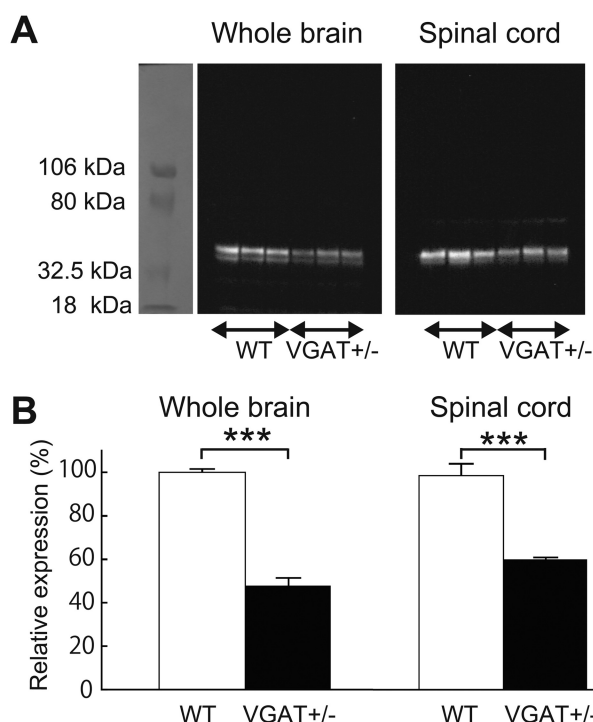 A
Whole brain
Spinal cord
106 kDa
80 kDa
32.5 kDa
18 kDa
WT
VGAT+/-
WT
VGAT+/-
B
Whole brain
Spinal cord
***
***
Relative expression (%)
100
60
40
20
0
WT
VGAT+/-
WT
VGAT+/-